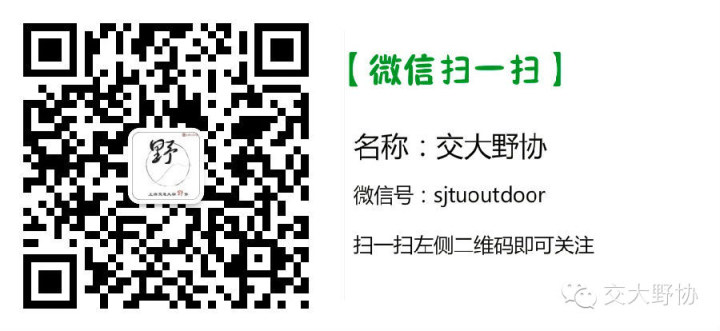 野
【微信扫一扫】
名称：交大野协
微信号：sjtuoutdoor
扫一扫左侧二维码即可关注
交大野协